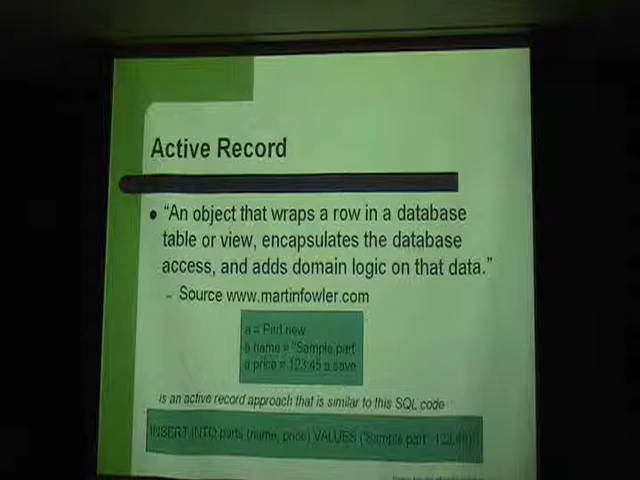 Active Record
• “An object that wraps a row in a database
table or view, encapsulates the database
access, and adds domain logic on that data.”
– Source www.martinfowler.com
a = Part.new
a name = "Sample part
a price = 123.45 a save
is an active record approach that is similar to this SQL code
INSERT INTO parts (name, price) VALUES ('Sample part'